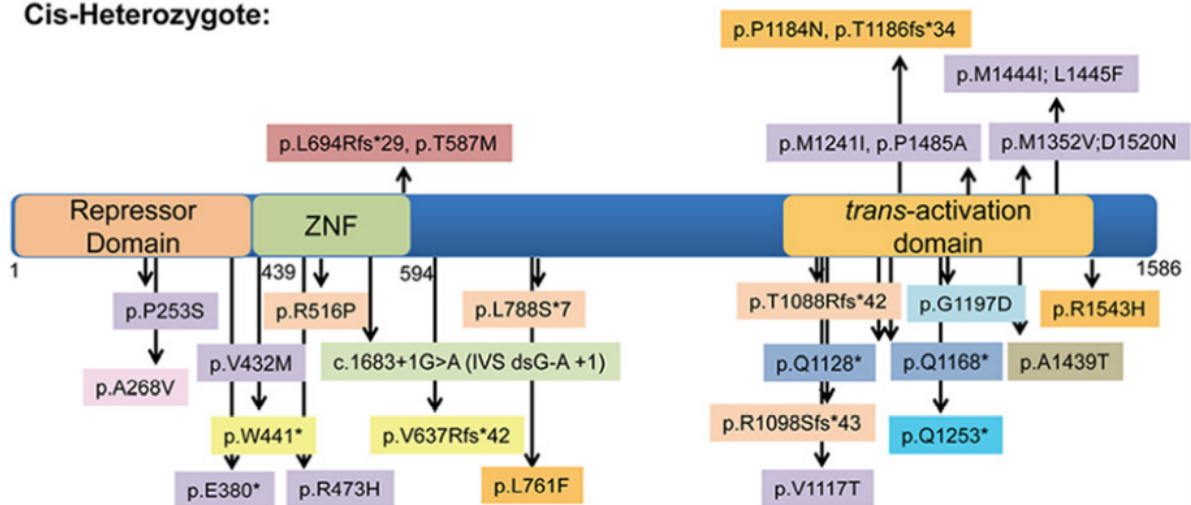 Cis-Heterozygote:
p.P1184N, p.T1186fs*34
p.M1444I; L1445F
p.L694Rfs*29, p.T587M
p.M1241I, p.P1485A
p.M1352V;D1520N
Repressor
Domain
ZNF
trans-activation
domain
1
439
594
1586
p.P253S
p.R516P
p.L788S*7
p.T1088Rfs*42
p.G1197D
p.R1543H
p.V432M
c.1683+1G>A (IVS dsG-A +1)
p.Q1128*
p.Q1168*
p.A1439T
p.A268V
p.W441*
p.V637Rfs*42
p.R1098Sfs*43
p.Q1253*
p.E380*
p.R473H
p.L761F
p.V1117T